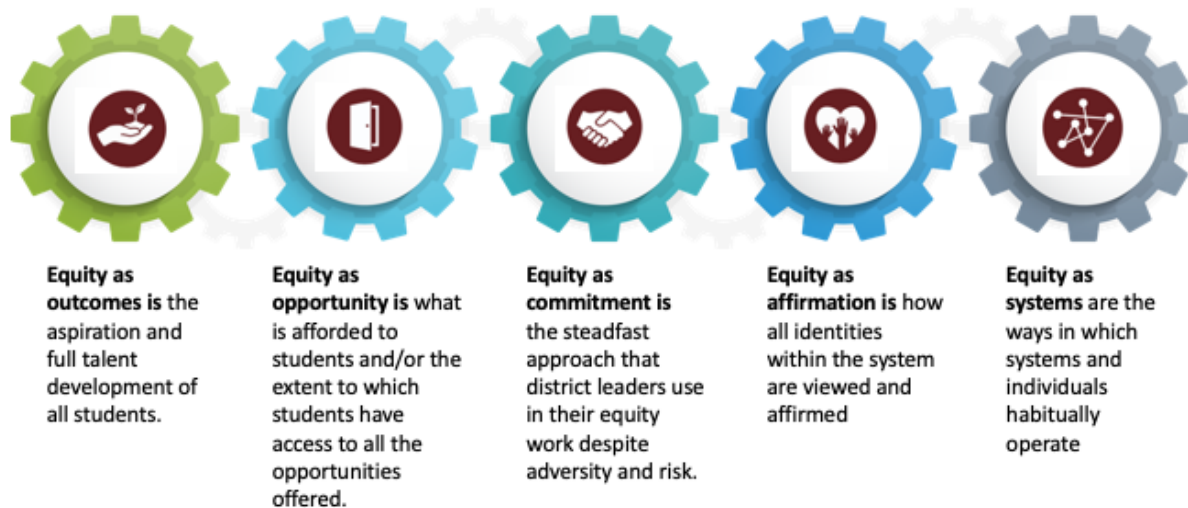 Equity as
outcomes is the
aspiration and
full talent
development of
all students.
Equity as
opportunity is what
is afforded to
students and/or the
extent to which
students have
access to all the
opportunities
offered.
Equity as
commitment is
the steadfast
approach that
district leaders use
in their equity
work despite
adversity and risk.
Equity as
affirmation is how
all identities
within the system
are viewed and
affirmed
Equity as
systems are the
ways in which
systems and
individuals
habitually
operate